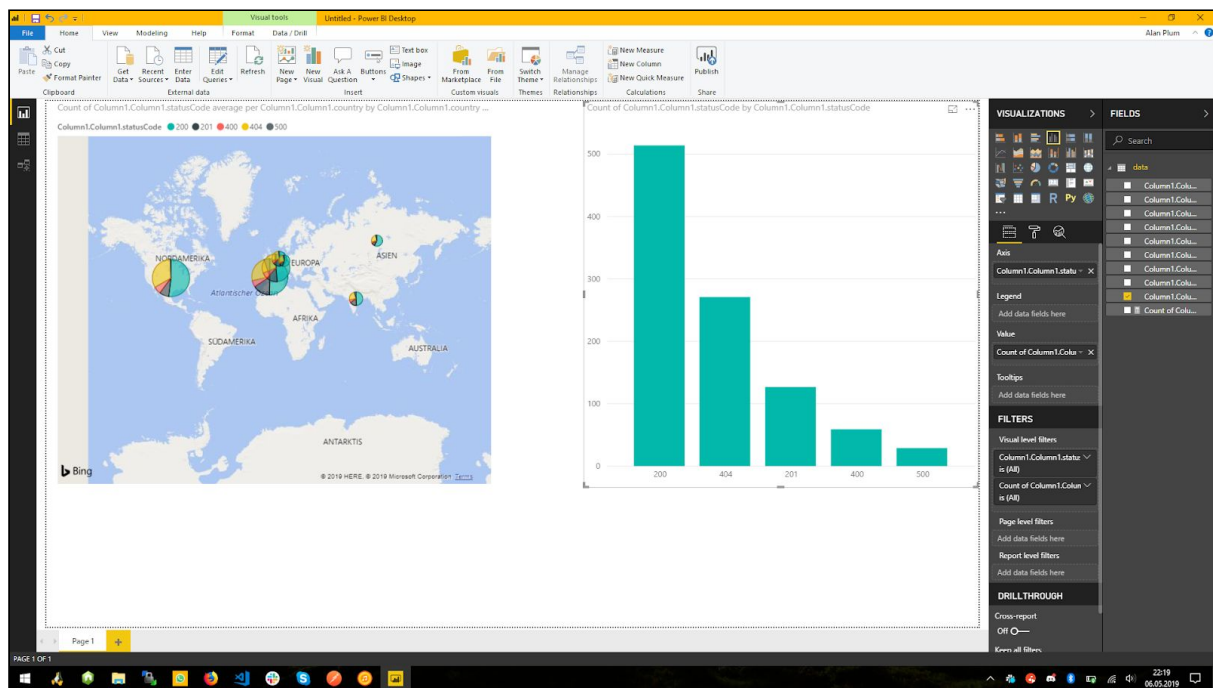 Visual tools
Untitled - Power BI Desktop
File Home View Modeling Help Format Data / Drill
Alan Plum
Paste
Cut
Copy
Format Painter
Get Data
Recent Sources
Enter Data
Edit Queries
Refresh
New Page
New Visual
Ask A Question
Buttons
Text box
Image
Shapes
From Marketplace
From File
Switch Theme
Manage Relationships
New Measure
New Column
New Quick Measure
Publish
Clipboard External data Insert Custom visuals Themes Relationships Calculations Share
Count of Column1.Column1.statusCode average per Column1.Column1.country by Column1.Column1.country ...
Column1.Column1.statusCode 200 201 400 404 500
NORDAMERIKA
EUROPA
ASIEN
Atlantischer
AFRIKA
SÜDAMERIKA
AUSTRALIA
ANTARKTIS
Bing
© 2019 HERE, © 2019 Microsoft Corporation Terms
Count of Column1.Column1.statusCode by Column1.Column1.statusCode
500
400
300
200
100
0
200 404 201 400 500
VISUALIZATIONS
R Py
...
Axis
Column1.Column1.statu
Legend
Add data fields here
Value
Count of Column1.Colu
Tooltips
Add data fields here
FILTERS
Visual level filters
Column1.Column1.statu
is (All)
Count of Column1.Colun
is (All)
Page level filters
Add data fields here
Report level filters
Add data fields here
DRILLTHROUGH
Cross-report
Off
Keep all filters
FIELDS
Search
data
Column1.Colu...
Column1.Colu...
Column1.Colu...
Column1.Colu...
Column1.Colu...
Column1.Colu...
Column1.Colu...
Column1.Colu...
Column1.Colu...
Count of Colu...
Page 1
PAGE 1 OF 1
22:19
06.05.2019